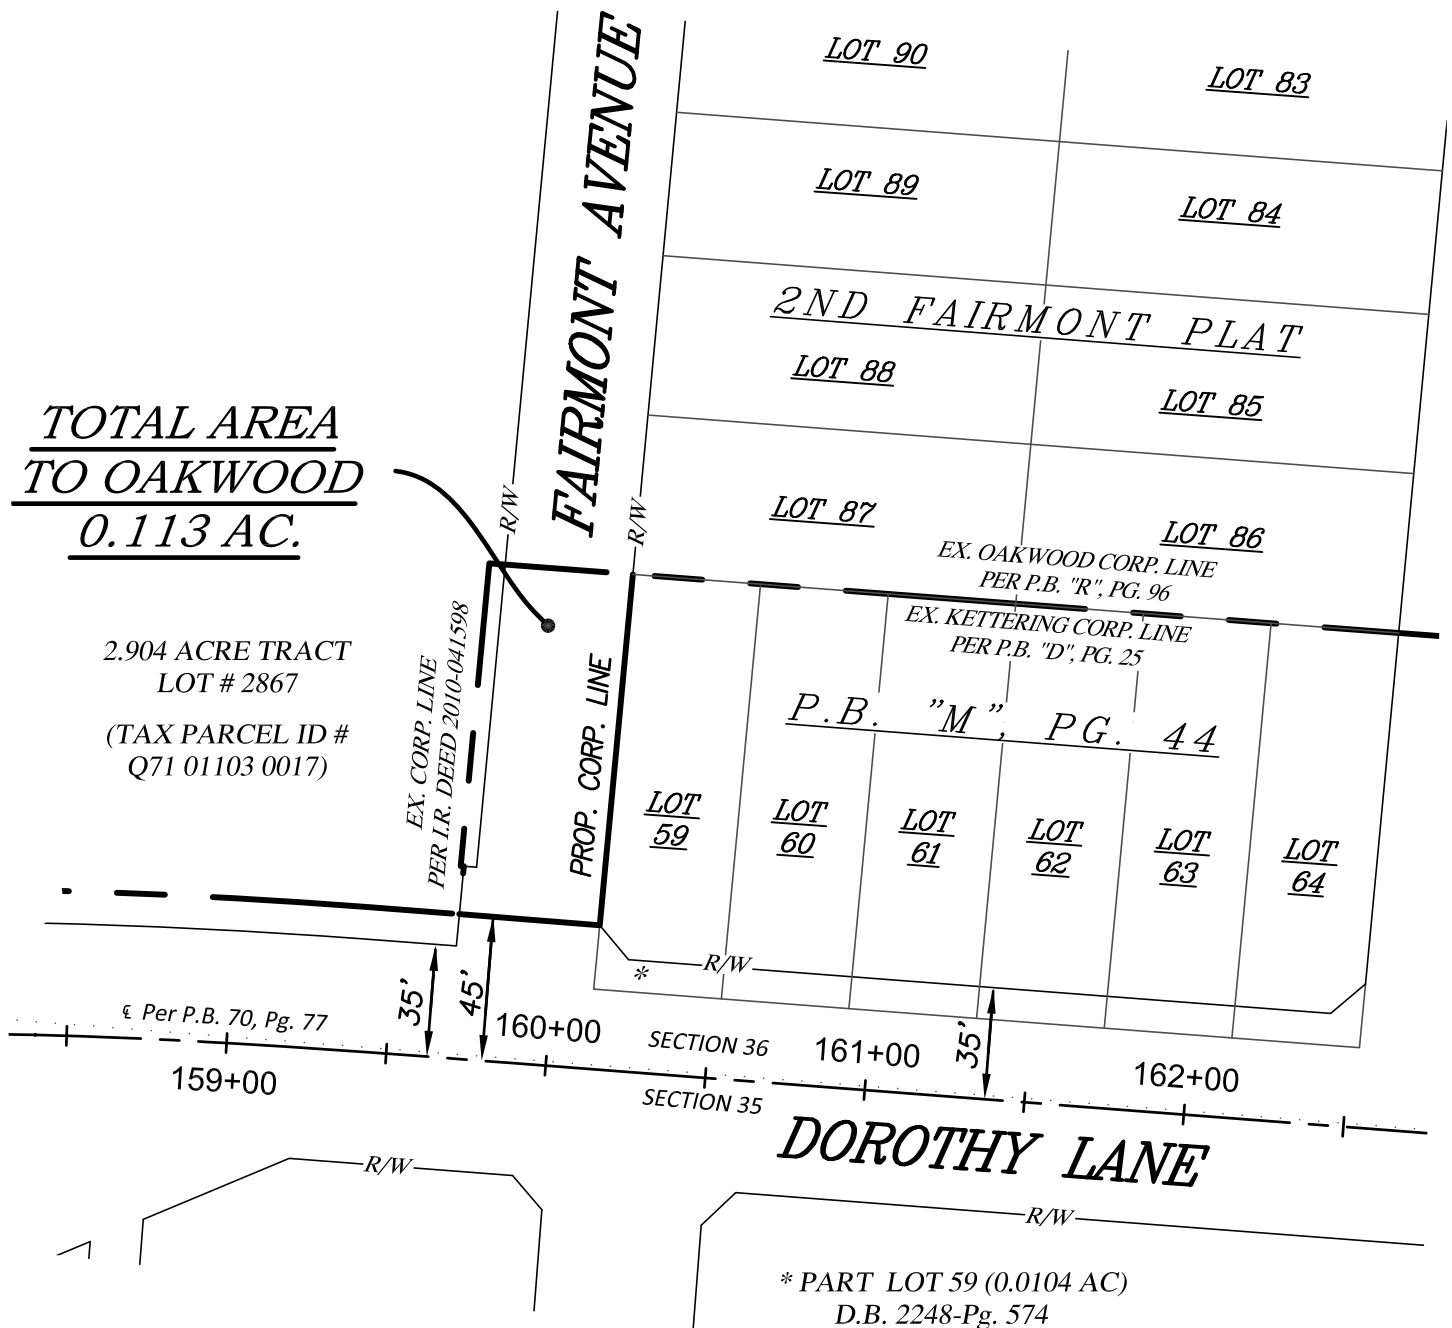 LOT 90
LOT 83
FAIRMONT AVENUE
LOT 89
LOT 84
2ND FAIRMONT PLAT
LOT 88
LOT 85
TOTAL AREA
TO OAKWOOD
0.113 AC.
R/W
R/W
LOT 87
LOT 86
EX. OAKWOOD CORP. LINE
PER P.B. "R", PG. 96
EX. KETTERING CORP. LINE
PER P.B. "D", PG. 25
2.904 ACRE TRACT
LOT # 2867
(TAX PARCEL ID #
Q71 01103 0017)
EX. CORP. LINE
PER I.R. DEED 2010-041598
PROP. CORP. LINE
P.B. "M", PG. 44
LOT
59
LOT
60
LOT
61
LOT
62
LOT
63
LOT
64
*
R/W
35'
45'
35'
℄ Per P.B. 70, Pg. 77
159+00
160+00
SECTION 36
SECTION 35
161+00
162+00
DOROTHY LANE
R/W
R/W
* PART LOT 59 (0.0104 AC)
D.B. 2248-Pg. 574